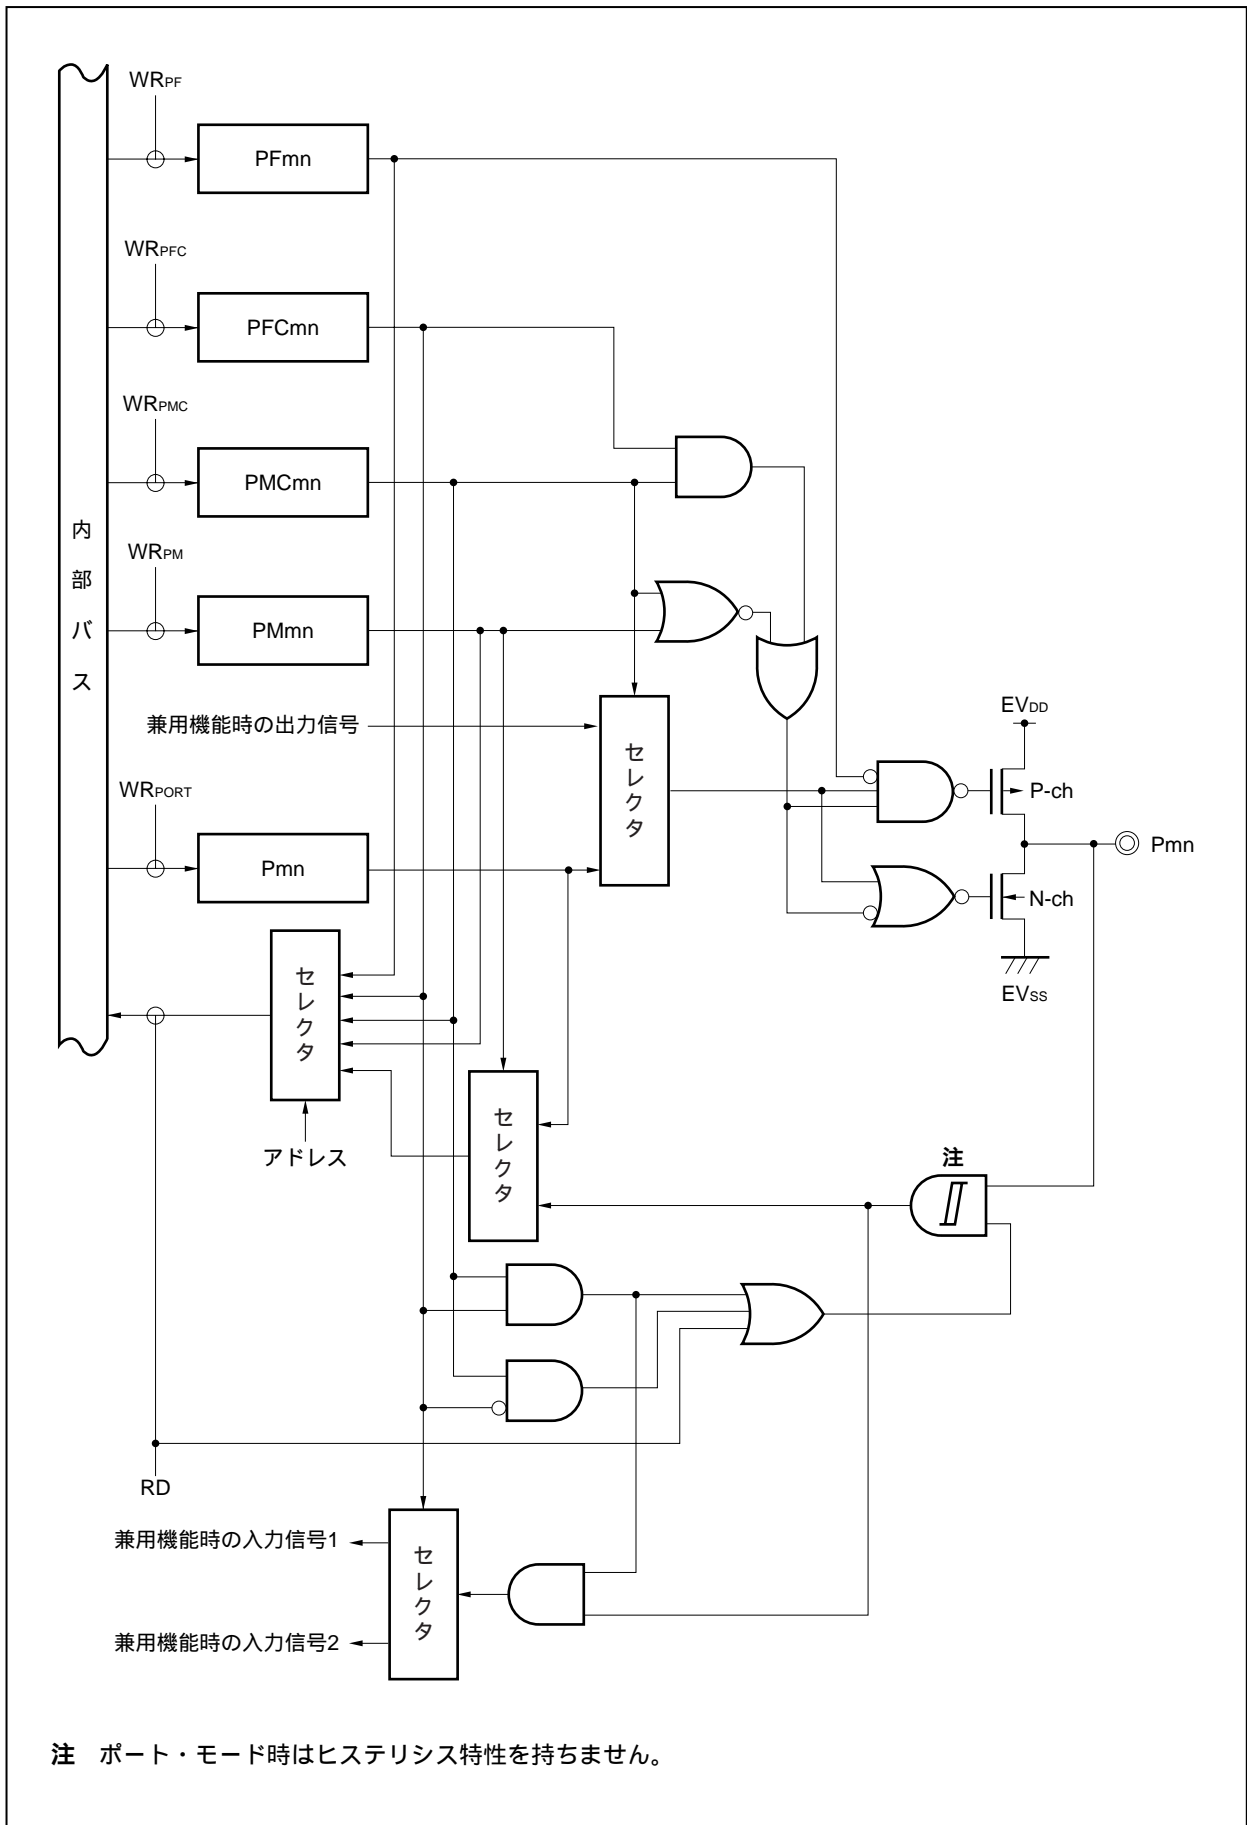 WRPF
PFmn
WRPFC
PFCmn
WRPMC
PMCmn
内部バス
WRPM
PMmn
兼用機能時の出力信号
セレクタ
EVDD
P-ch
WRPORT
Pmn
Pmn
N-ch
EVSS
セレクタ
アドレス
セレクタ
注
RD
兼用機能時の入力信号1
セレクタ
兼用機能時の入力信号2
注 ポート・モード時はヒステリシス特性を持ちません。